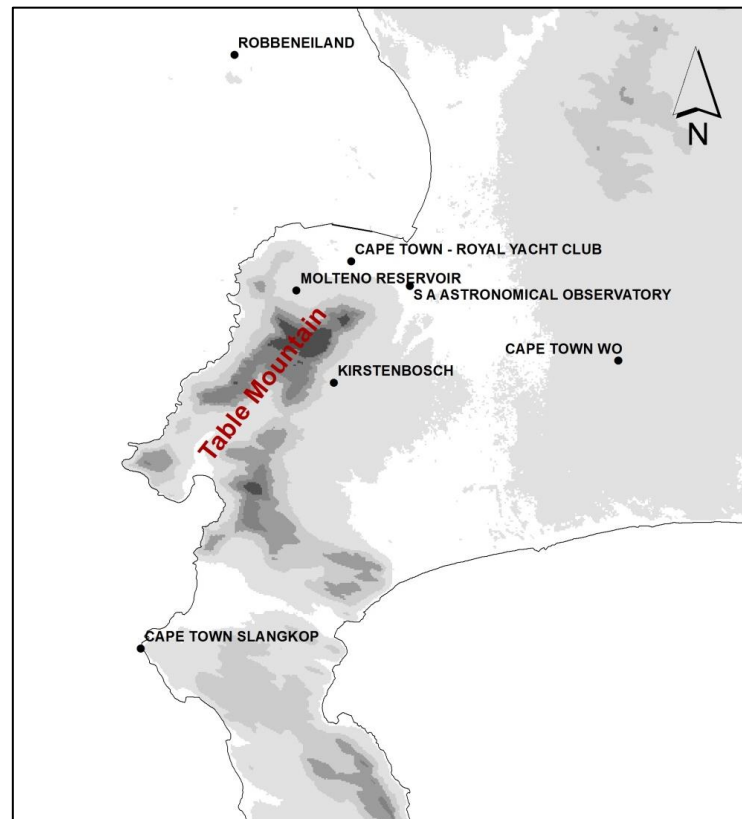 ROBBENEILAND
N
CAPE TOWN - ROYAL YACHT CLUB
MOLTENO RESERVOIR
S A ASTRONOMICAL OBSERVATORY
Table Mountain
CAPE TOWN WO
KIRSTENBOSCH
CAPE TOWN SLANGKOP